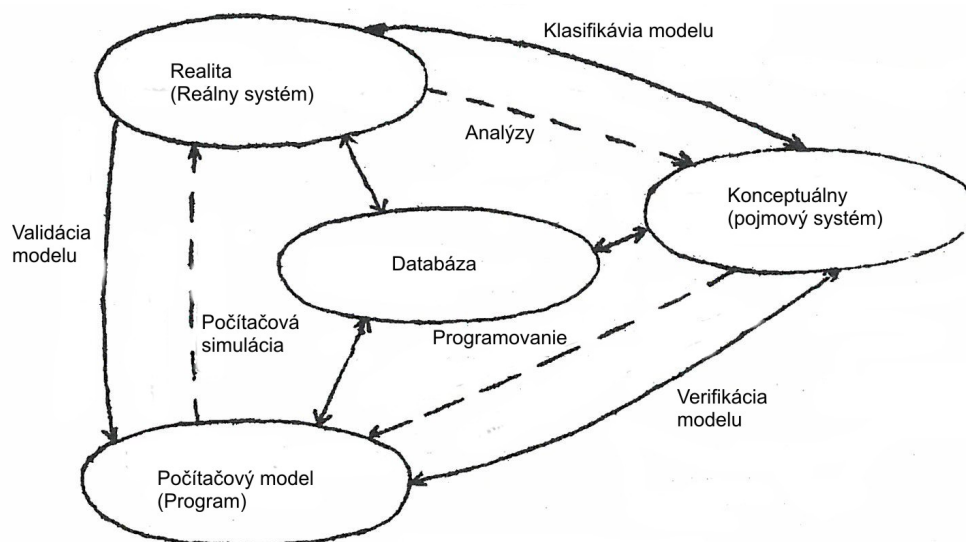 Klasifikávia modelu
Realita
(Reálny systém)
Analýzy
Konceptuálny
(pojmový systém)
Validácia
modelu
Databáza
Počítačová
simulácia
Programovanie
Verifikácia
modelu
Počítačový model
(Program)